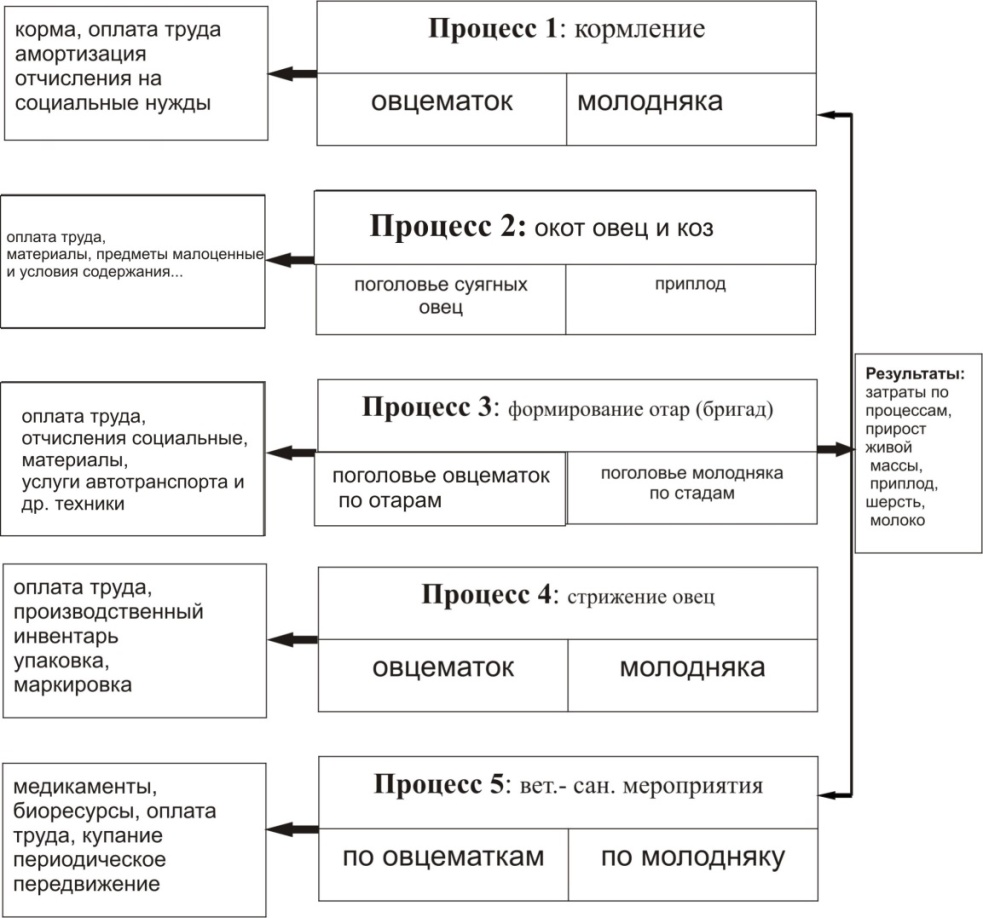 корма, оплата труда
амортизация
отчисления на
социальные нужды
Процесс 1: кормление
овцематок
молодняка
оплата труда,
материалы, предметы малоценные
и условия содержания...
Процесс 2: окот овец и коз
поголовье суягных
овец
приплод
оплата труда,
отчисления социальные,
материалы,
услуги автотранспорта и
др. техники
Процесс 3: формирование отар (бригад)
поголовье овцематок
по отарам
поголовье молодняка
по стадам
Результаты:
затраты по
процессам,
прирост
живой
массы,
приплод,
шерсть,
молоко
оплата труда,
производственный
инвентарь
упаковка,
маркировка
Процесс 4: стрижение овец
овцематок
молодняка
медикаменты,
биоресурсы, оплата
труда, купание
периодическое
передвижение
Процесс 5: вет.- сан. мероприятия
по овцематкам
по молодняку